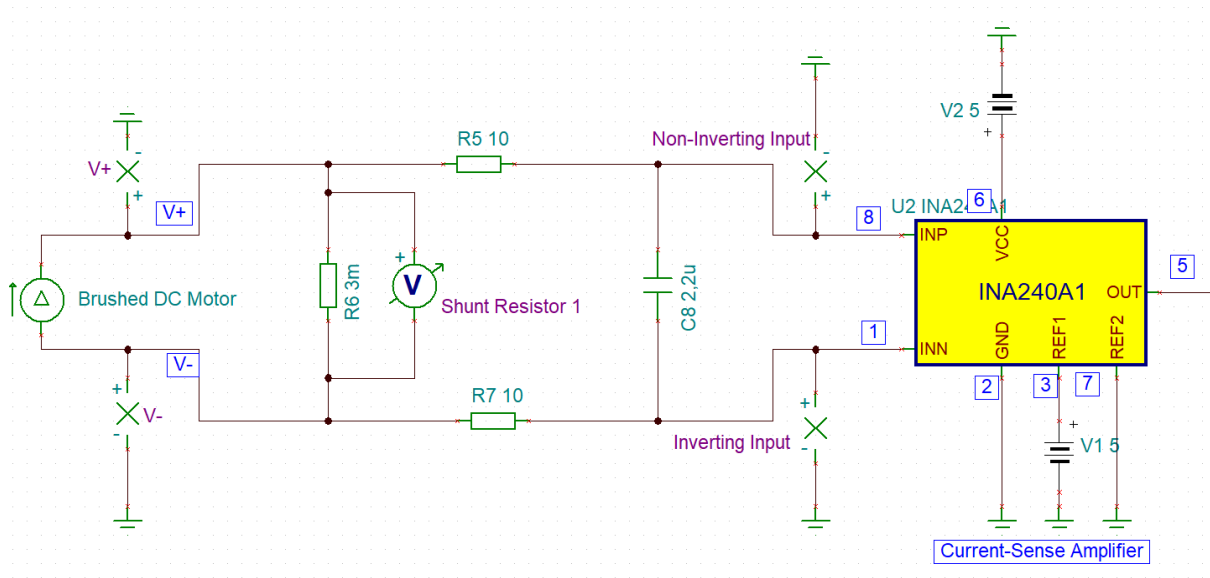 V2 5
+
R5 10
Non-Inverting Input
-
-
V+
+
+
V+
6
U2 INA240A1
8
INP
VCC
5
+
V
Brushed DC Motor
R6 3m
Shunt Resistor 1
C8 2,2u
INA240A1
OUT
1
INN
GND
REF1
REF2
V-
2
3
7
+
V-
-
R7 10
+
Inverting Input
-
+
V1 5
Current-Sense Amplifier